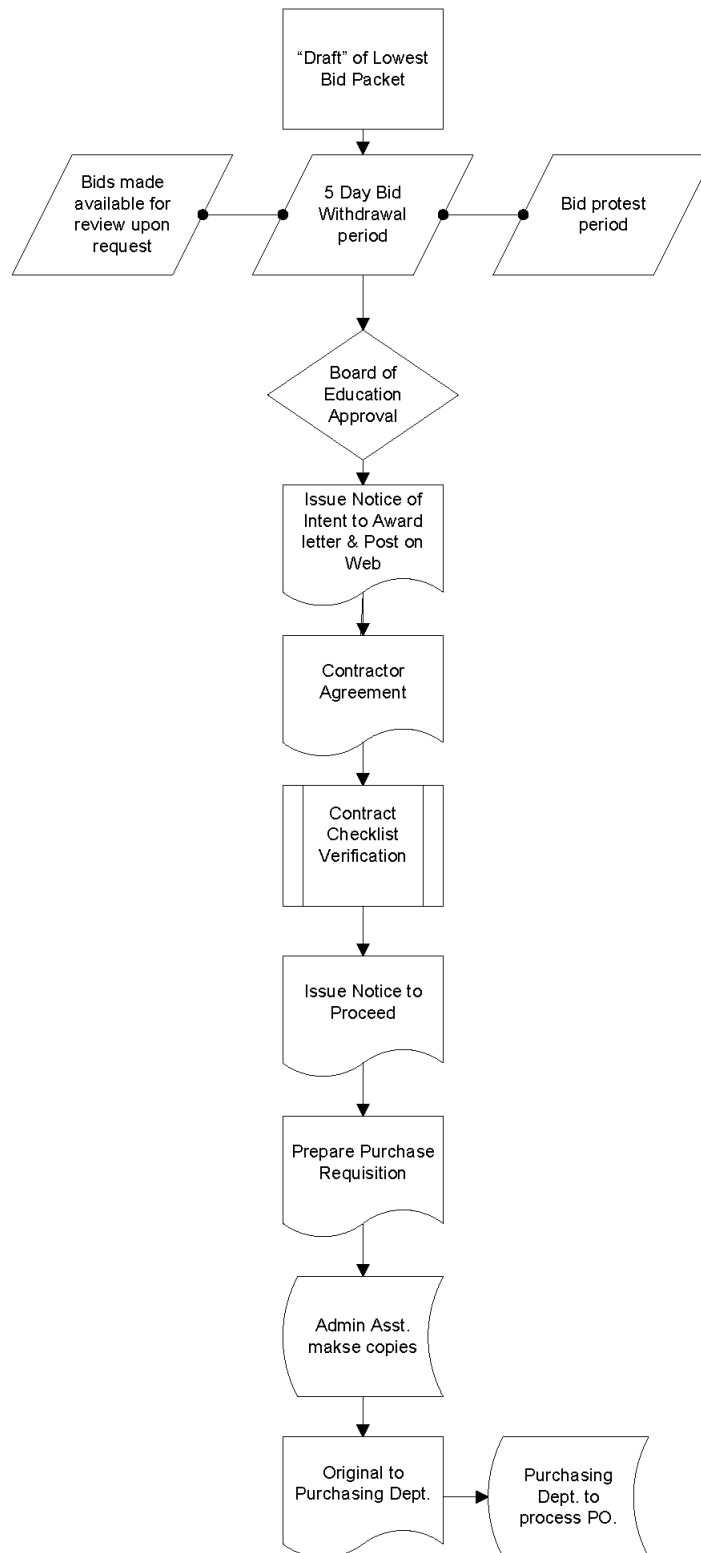 “Draft” of Lowest
Bid Packet
Bids made
available for
review upon
request
5 Day Bid
Withdrawal
period
Bid protest
period
Board of
Education
Approval
Issue Notice of
Intent to Award
letter & Post on
Web
Contractor
Agreement
Contract
Checklist
Verification
Issue Notice to
Proceed
Prepare Purchase
Requisition
Admin Asst.
makse copies
Original to
Purchasing Dept.
Purchasing
Dept. to
process PO.